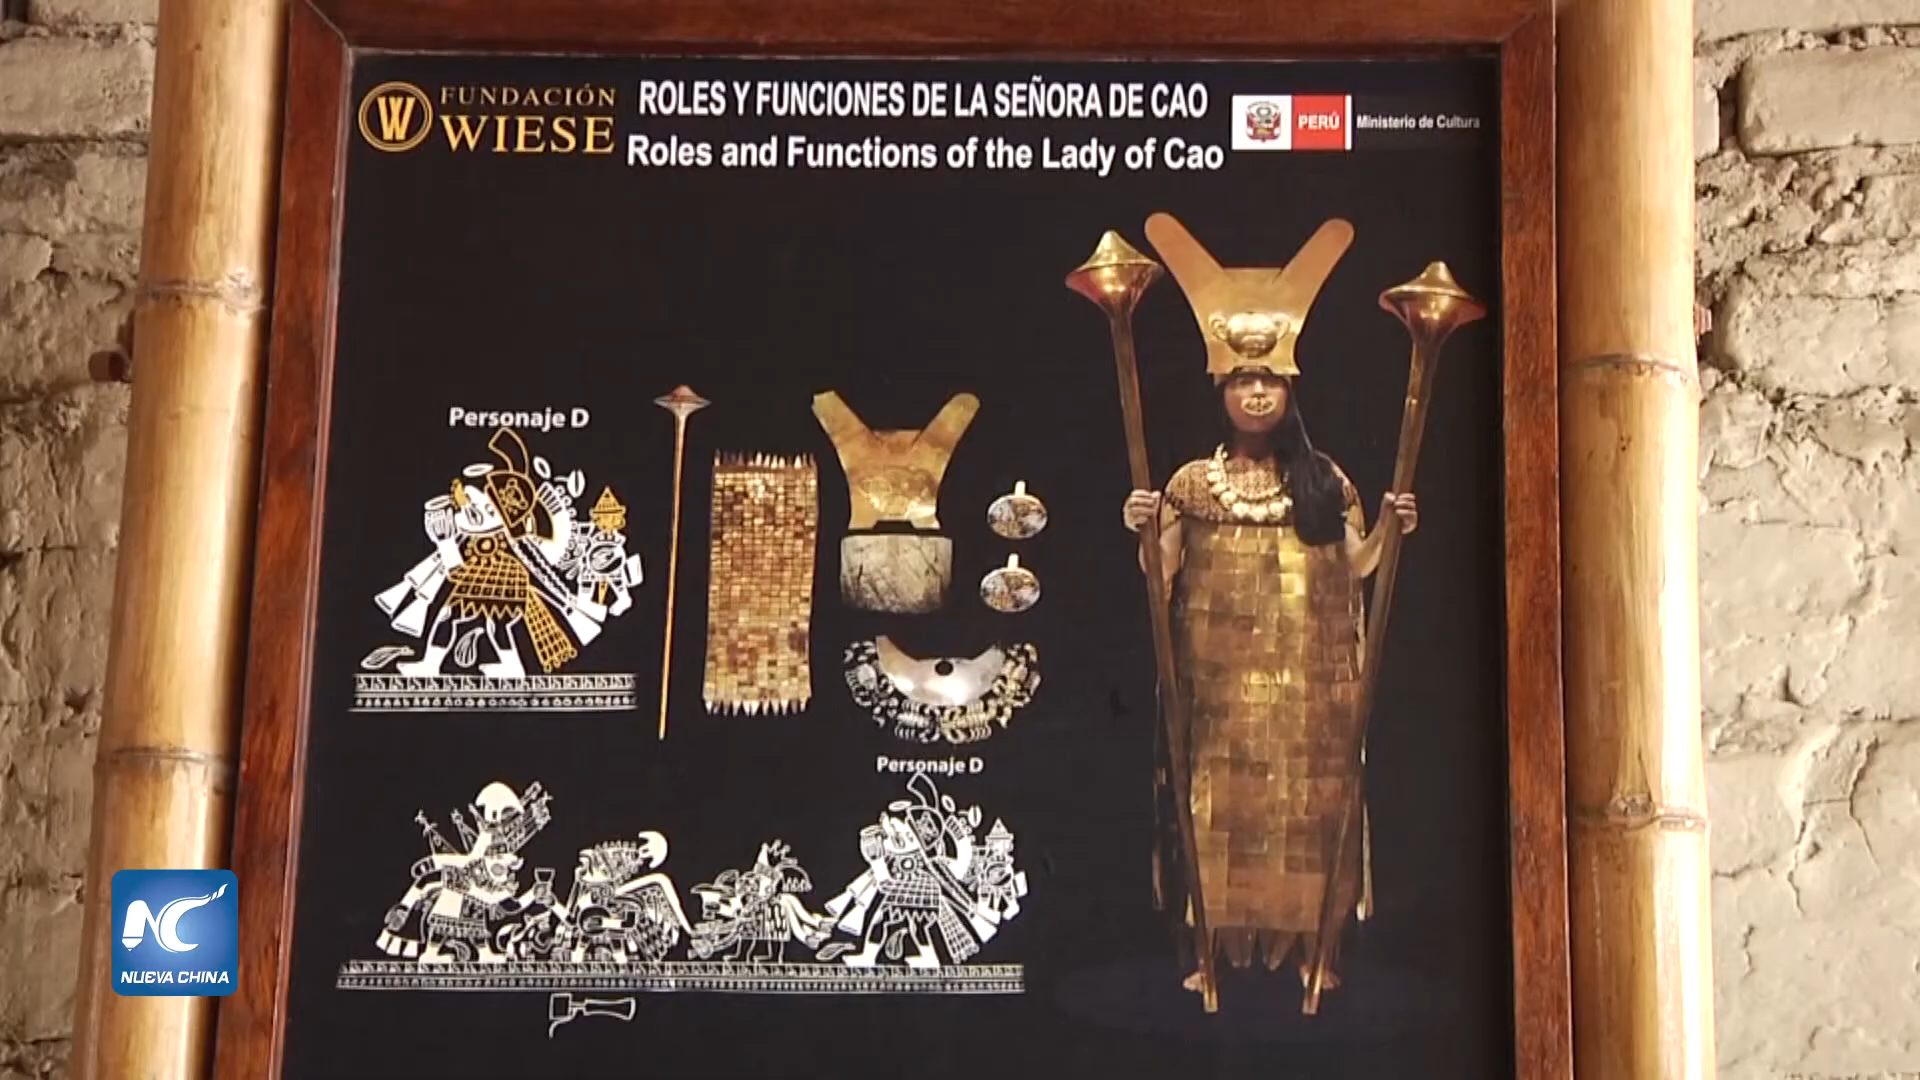 FUNDACIÓN
WIESE
ROLES Y FUNCIONES DE LA SEÑORA DE CAO
Roles and Functions of the Lady of Cao
PERÚ
Ministerio de Cultura
Personaje D
Personaje D
NC
NUEVA CHINA